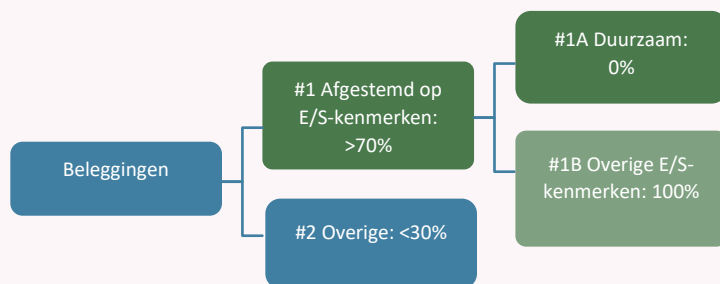 #1A Duurzaam:
0%
#1 Afgestemd op
E/S-kenmerken:
>70%
Beleggingen
#1B Overige E/S-
kenmerken: 100%
#2 Overige: <30%